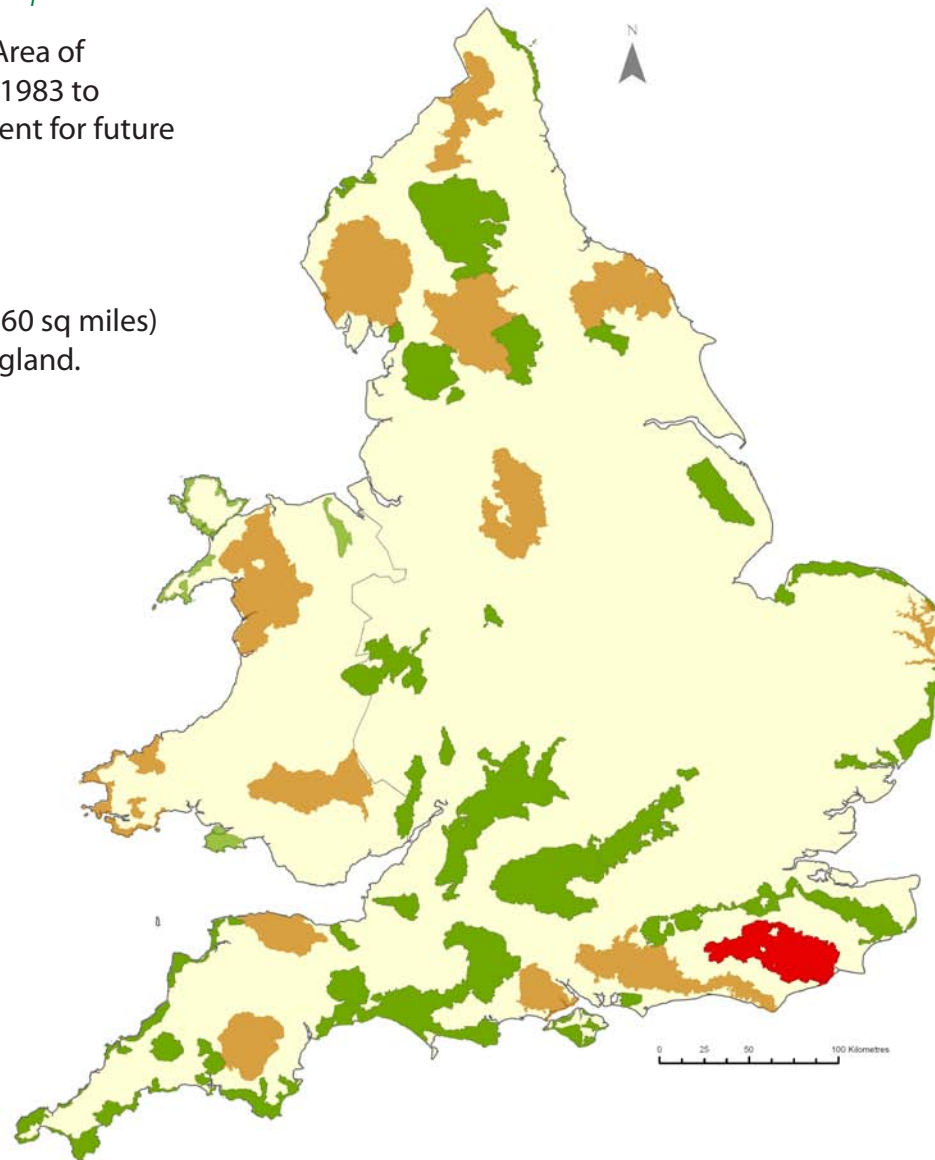 Area of
1983 to
ent for future
60 sq miles)
gland.
N
0 25 50 100 Kilometres